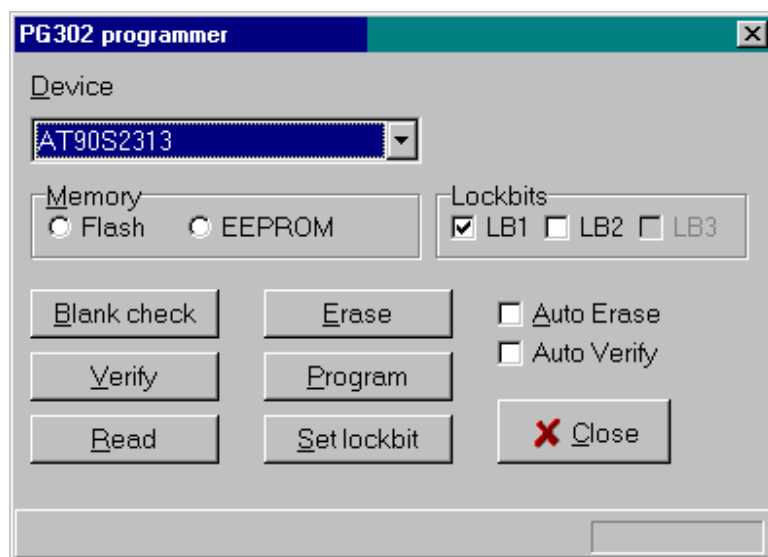 PG302 programmer
Device
AT90S2313
Memory
Lockbits
Flash EEPROM
LB1 LB2 LB3
Blank check Erase Auto Erase
Auto Verify
Verify Program
Read Set lockbit Close